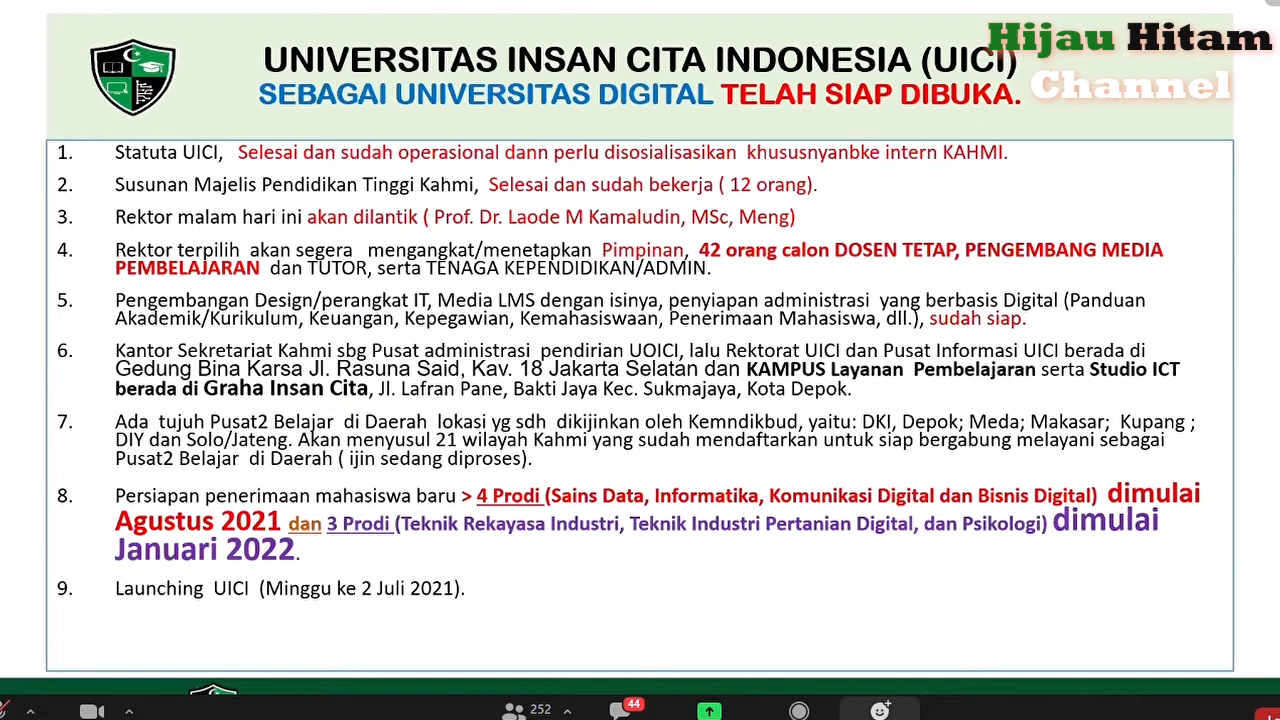 Hijau Hitam
Channel
UNIVERSITAS INSAN CITA INDONESIA (UICI)
SEBAGAI UNIVERSITAS DIGITAL TELAH SIAP DIBUKA.
1. Statuta UICI, Selesai dan sudah operasional dann perlu disosialisasikan khususnyanbke intern KAHMI.
2. Susunan Majelis Pendidikan Tinggi Kahmi, Selesai dan sudah bekerja ( 12 orang).
3. Rektor malam hari ini akan dilantik ( Prof. Dr. Laode M Kamaludin, MSc, Meng)
4. Rektor terpilih akan segera mengangkat/menetapkan Pimpinan, 42 orang calon DOSEN TETAP, PENGEMBANG MEDIA
PEMBELAJARAN dan TUTOR, serta TENAGA KEPENDIDIKAN/ADMIN.
5. Pengembangan Design/perangkat IT, Media LMS dengan isinya, penyiapan administrasi yang berbasis Digital (Panduan
Akademik/Kurikulum, Keuangan, Kepegawian, Kemahasiswaan, Penerimaan Mahasiswa, dll.), sudah siap.
6. Kantor Sekretariat Kahmi sbg Pusat administrasi pendirian UOICI, lalu Rektorat UICI dan Pusat Informasi UICI berada di
Gedung Bina Karsa Jl. Rasuna Said, Kav. 18 Jakarta Selatan dan KAMPUS Layanan Pembelajaran serta Studio ICT
berada di Graha Insan Cita, Jl. Lafran Pane, Bakti Jaya Kec. Sukmajaya, Kota Depok.
7. Ada tujuh Pusat2 Belajar di Daerah lokasi yg sdh dikijinkan oleh Kemndikbud, yaitu: DKI, Depok; Meda; Makasar; Kupang ;
DIY dan Solo/Jateng. Akan menyusul 21 wilayah Kahmi yang sudah mendaftarkan untuk siap bergabung melayani sebagai
Pusat2 Belajar di Daerah ( ijin sedang diproses).
8. Persiapan penerimaan mahasiswa baru > 4 Prodi (Sains Data, Informatika, Komunikasi Digital dan Bisnis Digital) dimulai
Agustus 2021 dan 3 Prodi (Teknik Rekayasa Industri, Teknik Industri Pertanian Digital, dan Psikologi) dimulai
Januari 2022.
9. Launching UICI (Minggu ke 2 Juli 2021).
252
44